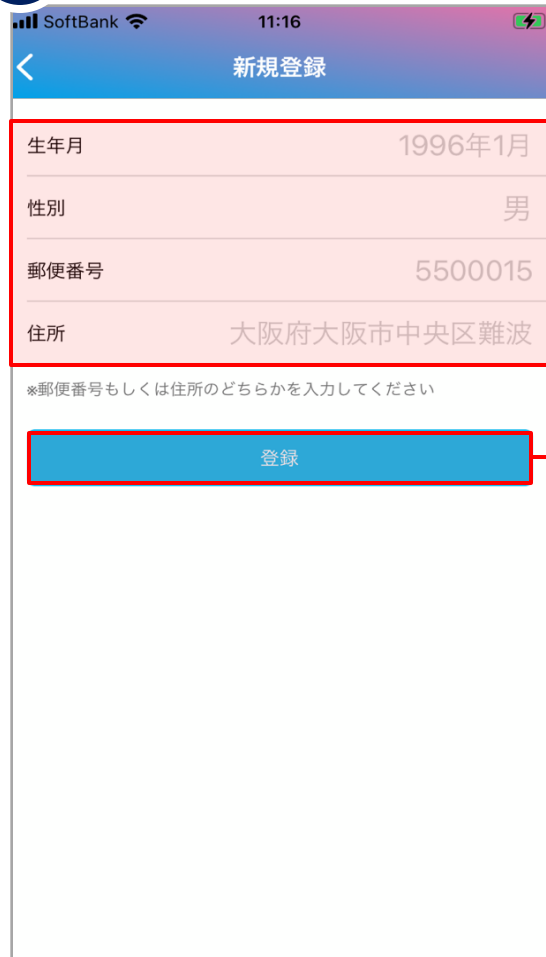 SoftBank 11:16
新規登録
生年月 1996年1月
性別 男
郵便番号 5500015
住所 大阪府大阪市中央区難波
※郵便番号もしくは住所のどちらかを入力してください
登録